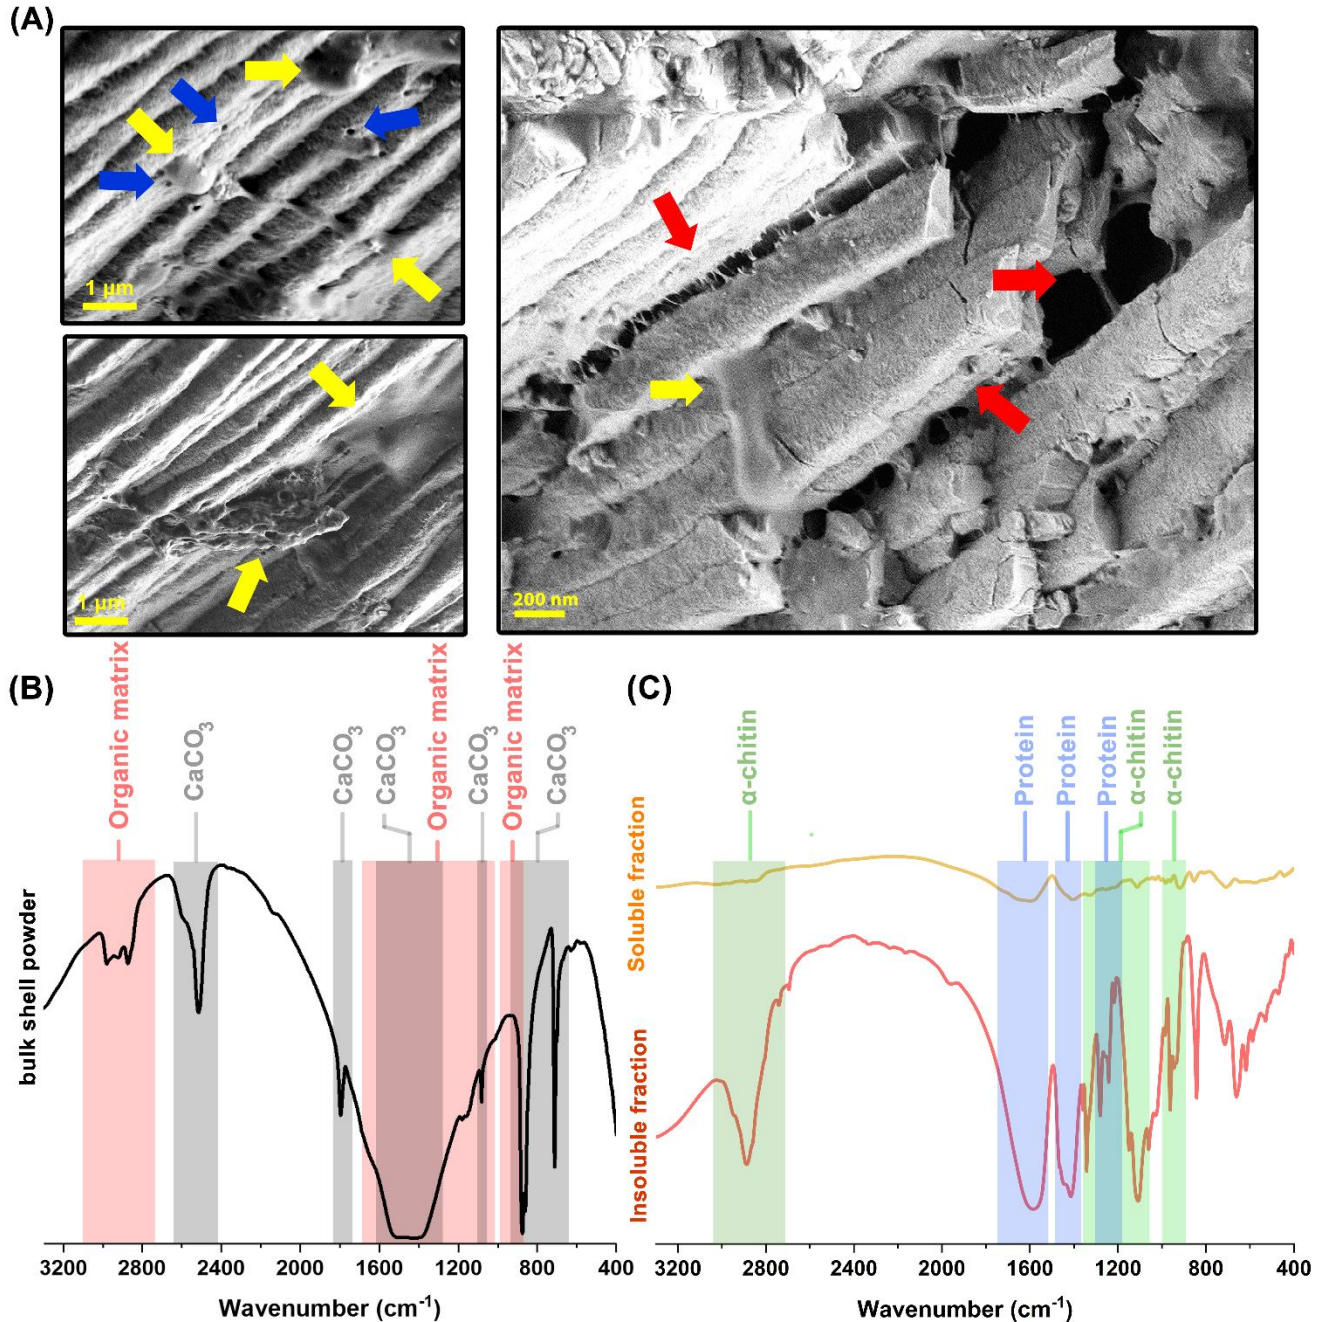 (A)
1 µm
1 µm
200 nm
(B)
Organic matrix
CaCO3
CaCO3
CaCO3
Organic matrix
CaCO3
Organic matrix
CaCO3
bulk shell powder
3200 2800 2400 2000 1600 1200 800 400
Wavenumber (cm-1)
(C)
α-chitin
Protein
Protein
Protein
α-chitin
α-chitin
Soluble fraction
Insoluble fraction
3200 2800 2400 2000 1600 1200 800 400
Wavenumber (cm-1)